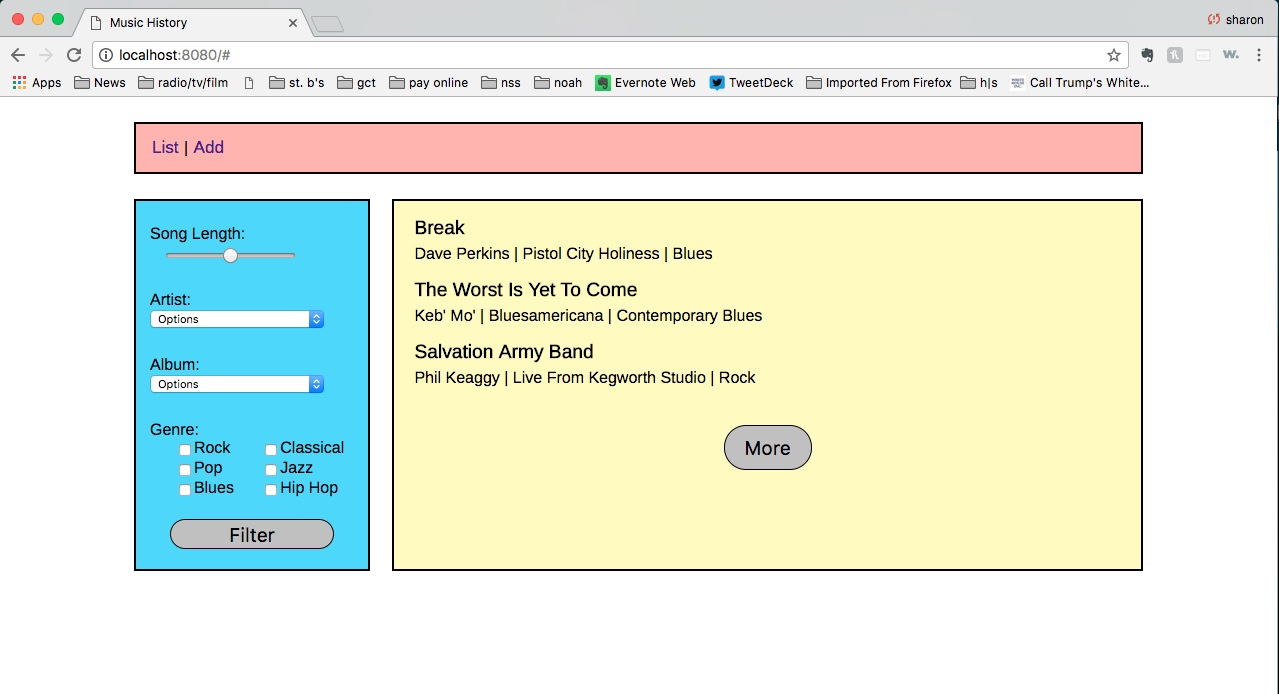 Music History
sharon
localhost:8080/#
w.
Apps News radio/tv/film st. b's gct pay online nss noah Evernote Web TweetDeck Imported From Firefox h|s Call Trump's White...
List | Add
Song Length:
Artist:
Options
Album:
Options
Genre:
Rock Classical
Pop Jazz
Blues Hip Hop
Filter
Break
Dave Perkins | Pistol City Holiness | Blues
The Worst Is Yet To Come
Keb' Mo' | Bluesamericana | Contemporary Blues
Salvation Army Band
Phil Keaggy | Live From Kegworth Studio | Rock
More